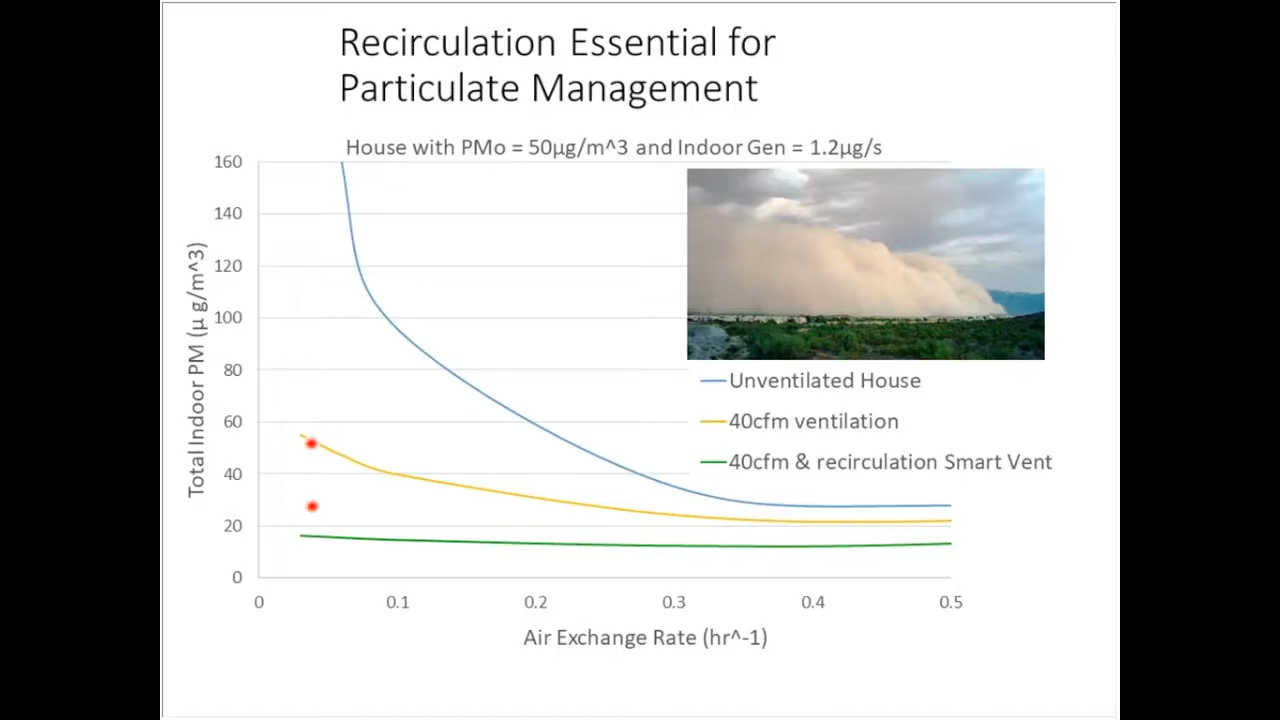 Recirculation Essential for
Particulate Management
House with PMo = 50µg/m^3 and Indoor Gen = 1.2µg/s
Total Indoor PM (µ g/m^3)
160
140
120
100
80
60
40
20
0
0 0.1 0.2 0.3 0.4 0.5
Air Exchange Rate (hr^-1)
Unventilated House
40cfm ventilation
40cfm & recirculation Smart Vent